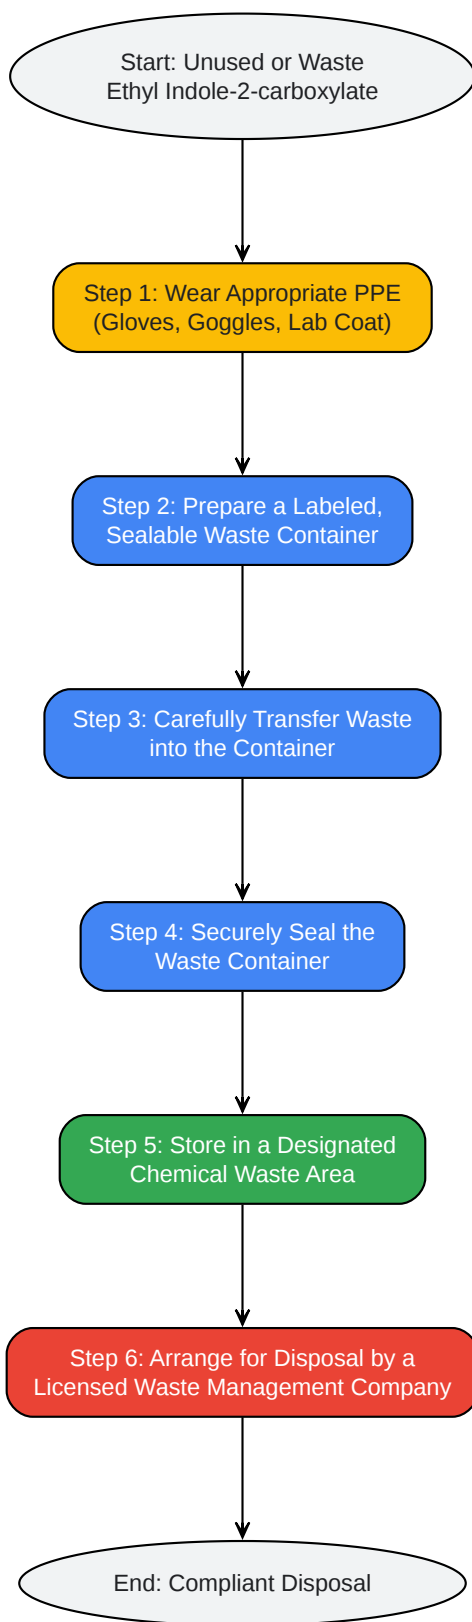 Start: Unused or Waste
Ethyl Indole-2-carboxylate
Step 1: Wear Appropriate PPE
(Gloves, Goggles, Lab Coat)
Step 2: Prepare a Labeled,
Sealable Waste Container
Step 3: Carefully Transfer Waste
into the Container
Step 4: Securely Seal the
Waste Container
Step 5: Store in a Designated
Chemical Waste Area
Step 6: Arrange for Disposal by a
Licensed Waste Management Company
End: Compliant Disposal